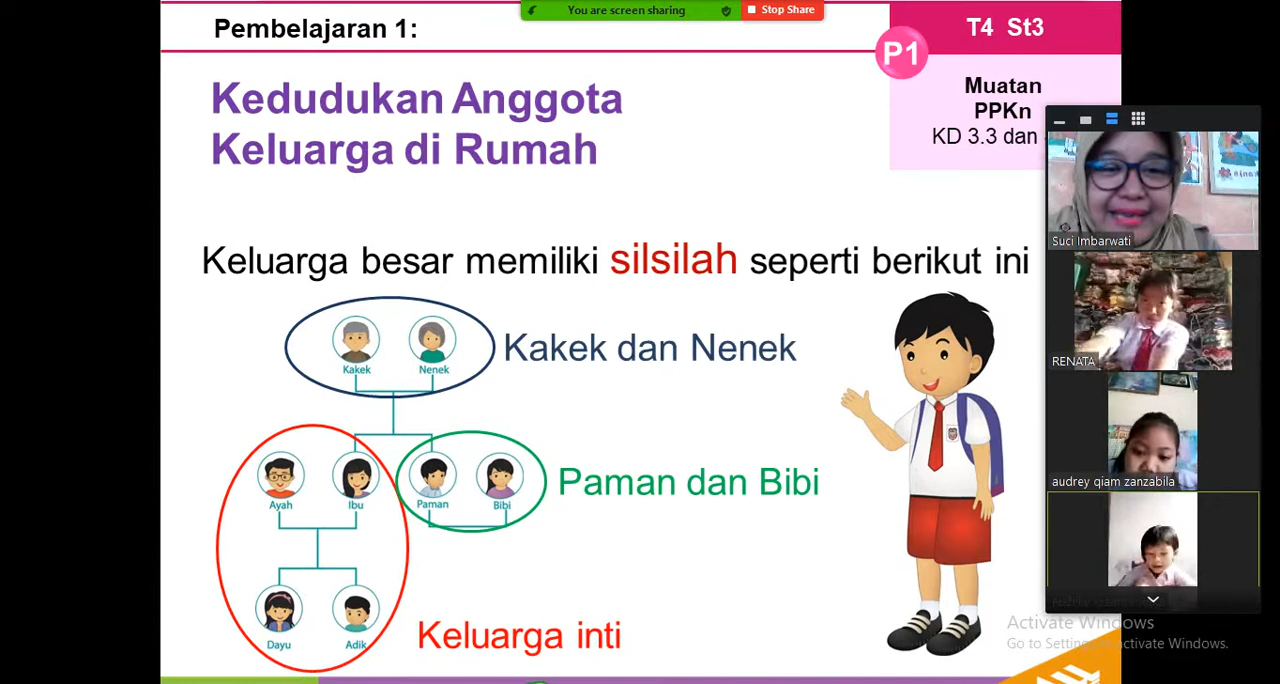 You are screen sharing
Stop Share
Pembelajaran 1:
T4 St3
P1
Muatan
PPKn
KD 3.3 dan
Kedudukan Anggota
Keluarga di Rumah
Keluarga besar memiliki silsilah seperti berikut ini
Kakek
Nenek
Kakek dan Nenek
Ayah
Ibu
Paman
Bibi
Paman dan Bibi
Dayu
Adik
Keluarga inti
Suci Imbarwati
RENATA
audrey qiam zanzabila
Activate Windows
Go to Settings to activate Windows.